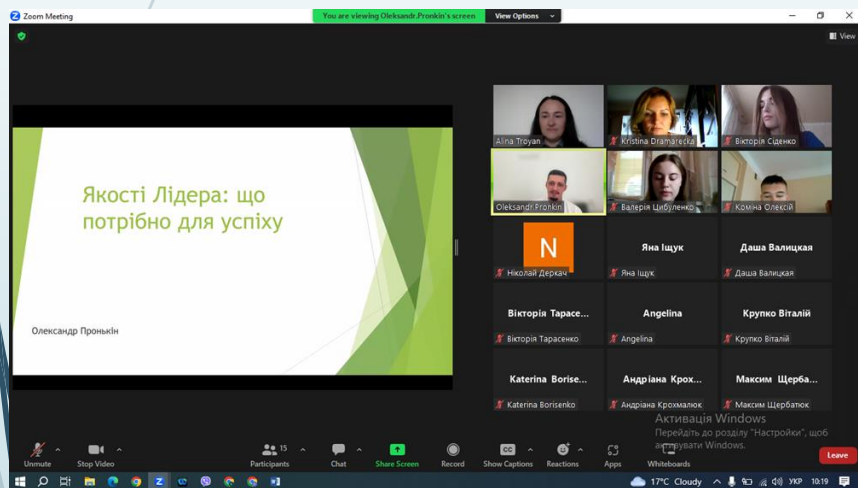 Zoom Meeting
You are viewing Oleksandr.Pronkin's screen
View Options
View
Якості Лідера: що
потрібно для успіху
Олександр Пронькін
Alina Troyan
Kristina Dramarecka
Вікторія Сіденко
Oleksandr.Pronkin
Валерія Цибуленко
Коміна Олексій
N
Николай Деркач
Яна Іщук
Яна Іщук
Даша Валицкая
Даша Валицкая
Вікторія Тарасе...
Вікторія Тарасенко
Angelina
Angelina
Крупко Віталій
Крупко Віталій
Katerina Borise...
Katerina Borisenko
Андріана Крох...
Андріана Крохмалюк
Максим Щерба...
Максим Щербатюк
Активація Windows
Перейдіть до розділу "Настройки", щоб
активувати Windows.
Unmute
Stop Video
15
Participants
Chat
Share Screen
Record
CC
Show Captions
Reactions
Apps
Whiteboards
Leave
17°C Cloudy
УКР
10:19